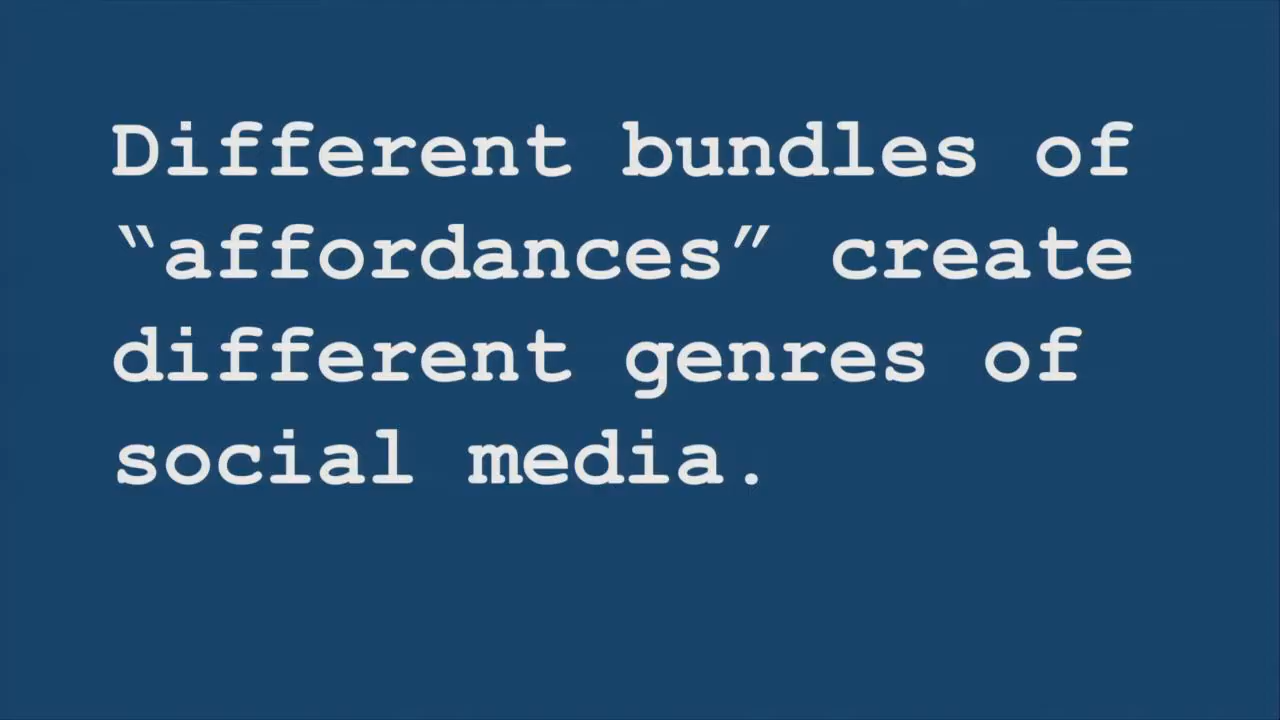 Different bundles of
“affordances” create
different genres of
social media.